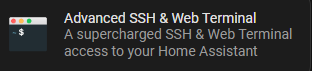 $
Advanced SSH & Web Terminal
A supercharged SSH & Web Terminal
access to your Home Assistant